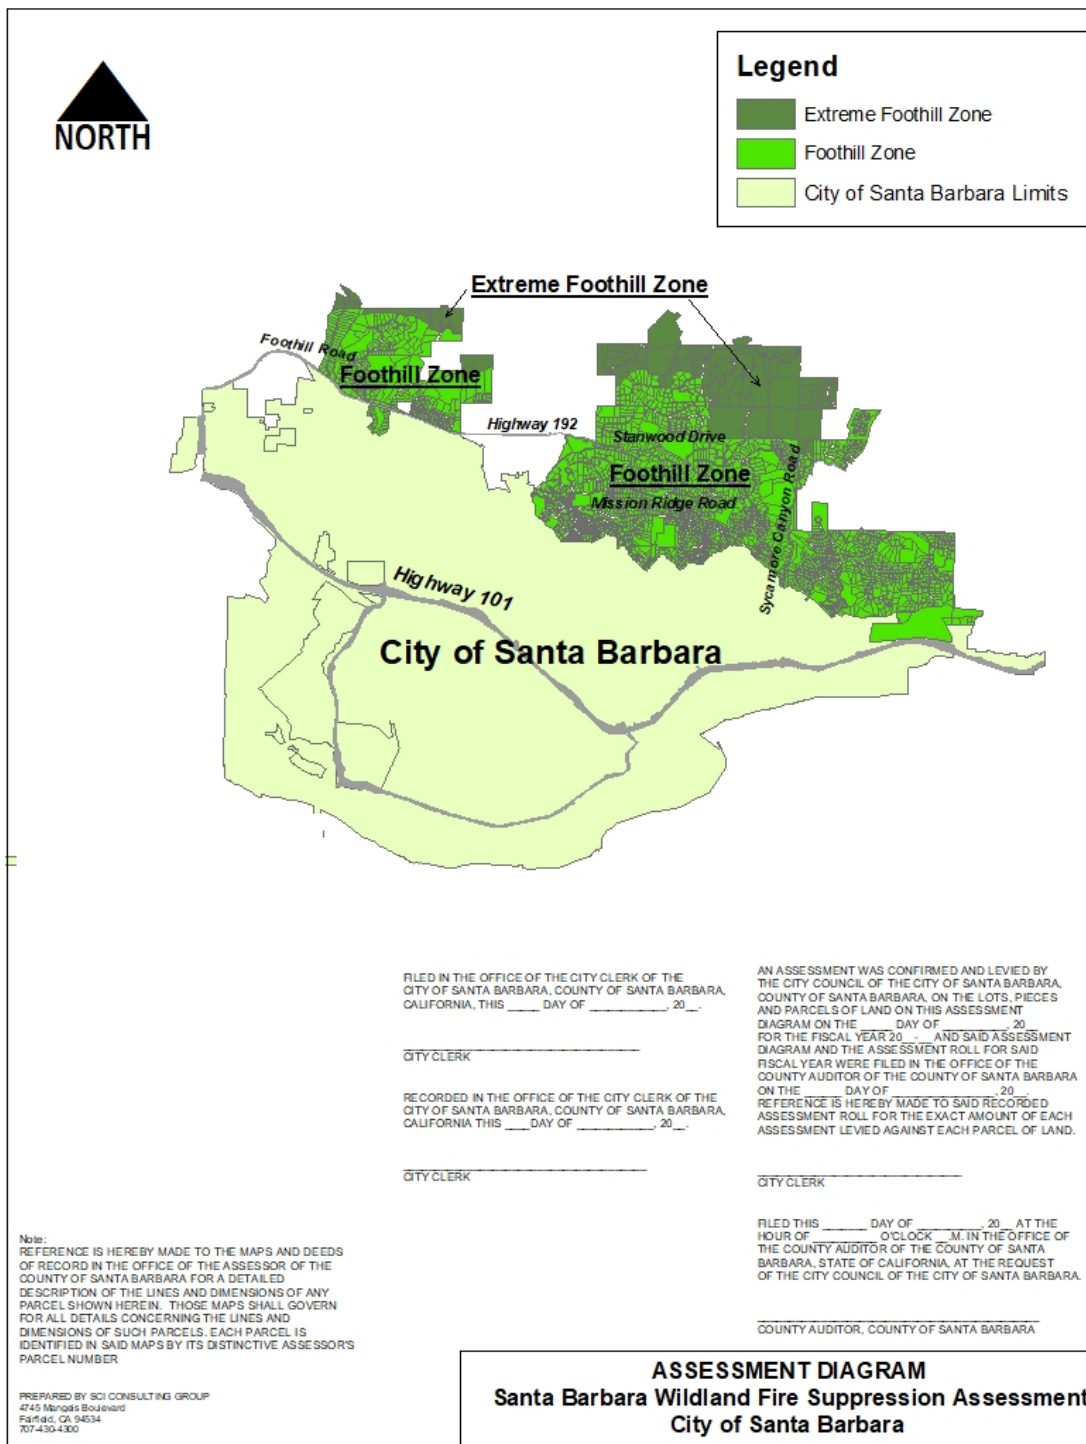 NORTH
Legend
Extreme Foothill Zone
Foothill Zone
City of Santa Barbara Limits
Extreme Foothill Zone
Foothill Road
Foothill Zone
Highway 192
Stanwood Drive
Foothill Zone
Mission Ridge Road
Sycamore Canyon Road
Highway 101
City of Santa Barbara
FILED IN THE OFFICE OF THE CITY CLERK OF THE
CITY OF SANTA BARBARA, COUNTY OF SANTA BARBARA,
CALIFORNIA, THIS _____ DAY OF ____________, 20__.
CITY CLERK
RECORDED IN THE OFFICE OF THE CITY CLERK OF THE
CITY OF SANTA BARBARA, COUNTY OF SANTA BARBARA,
CALIFORNIA THIS ____ DAY OF ____________, 20__.
CITY CLERK
AN ASSESSMENT WAS CONFIRMED AND LEVIED BY
THE CITY COUNCIL OF THE CITY OF SANTA BARBARA,
COUNTY OF SANTA BARBARA, ON THE LOTS, PIECES
AND PARCELS OF LAND ON THIS ASSESSMENT
DIAGRAM ON THE _____ DAY OF __________, 20__
FOR THE FISCAL YEAR 20__-__ AND SAID ASSESSMENT
DIAGRAM AND THE ASSESSMENT ROLL FOR SAID
FISCAL YEAR WERE FILED IN THE OFFICE OF THE
COUNTY AUDITOR OF THE COUNTY OF SANTA BARBARA
ON THE ______ DAY OF ________________, 20__.
REFERENCE IS HEREBY MADE TO SAID RECORDED
ASSESSMENT ROLL FOR THE EXACT AMOUNT OF EACH
ASSESSMENT LEVIED AGAINST EACH PARCEL OF LAND.
CITY CLERK
FILED THIS _______ DAY OF __________, 20__ AT THE
HOUR OF __________ O'CLOCK __.M. IN THE OFFICE OF
THE COUNTY AUDITOR OF THE COUNTY OF SANTA
BARBARA, STATE OF CALIFORNIA, AT THE REQUEST
OF THE CITY COUNCIL OF THE CITY OF SANTA BARBARA.
COUNTY AUDITOR, COUNTY OF SANTA BARBARA
Note:
REFERENCE IS HEREBY MADE TO THE MAPS AND DEEDS
OF RECORD IN THE OFFICE OF THE ASSESSOR OF THE
COUNTY OF SANTA BARBARA FOR A DETAILED
DESCRIPTION OF THE LINES AND DIMENSIONS OF ANY
PARCEL SHOWN HEREIN. THOSE MAPS SHALL GOVERN
FOR ALL DETAILS CONCERNING THE LINES AND
DIMENSIONS OF SUCH PARCELS. EACH PARCEL IS
IDENTIFIED IN SAID MAPS BY ITS DISTINCTIVE ASSESSOR'S
PARCEL NUMBER
PREPARED BY SCI CONSULTING GROUP
4745 Mangels Boulevard
Fairfield, CA 94534
707-430-4300
ASSESSMENT DIAGRAM
Santa Barbara Wildland Fire Suppression Assessment
City of Santa Barbara